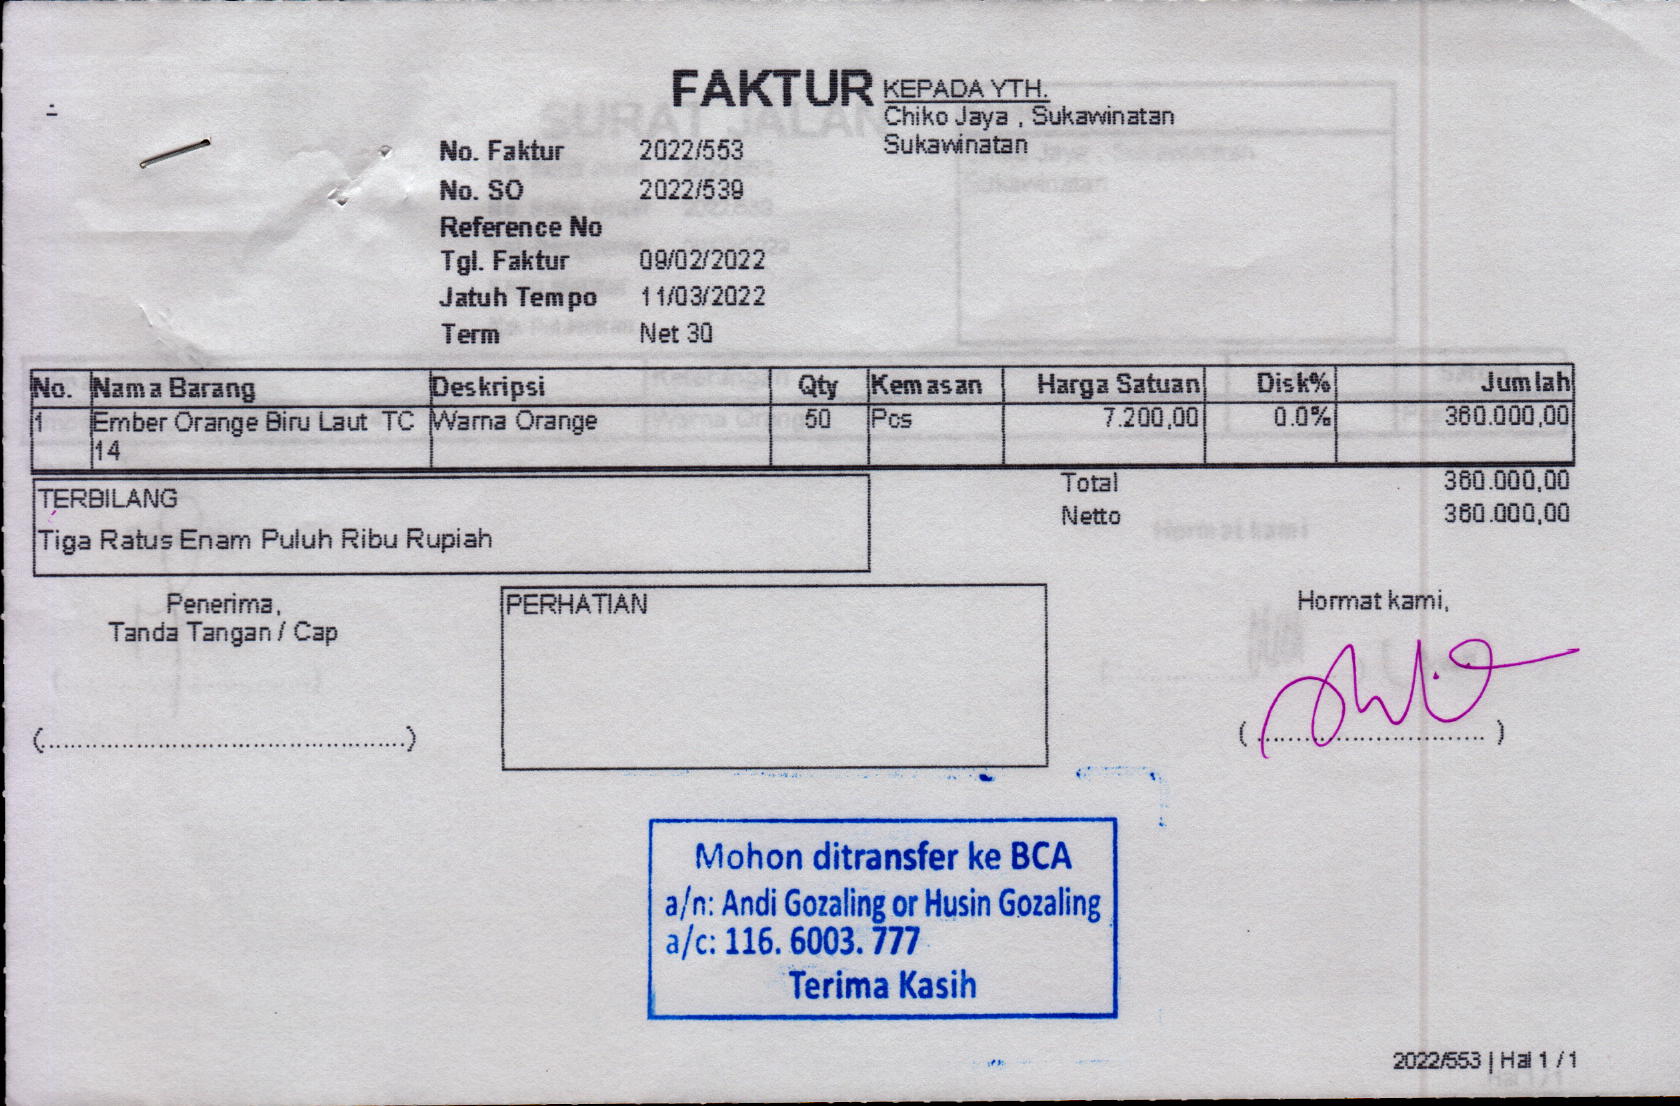 FAKTUR
KEPADA YTH.
Chiko Jaya , Sukawinatan
Sukawinatan
No. Faktur 2022/553
No. SO 2022/539
Reference No
Tgl. Faktur 09/02/2022
Jatuh Tempo 11/03/2022
Term Net 30
No. Nama Barang Deskripsi Qty Kemasan Harga Satuan Disk% Jumlah
1 Ember Orange Biru Laut TC 14 Warna Orange 50 Pcs 7.200,00 0.0% 360.000,00
Total 360.000,00
Netto 360.000,00
TERBILANG
Tiga Ratus Enam Puluh Ribu Rupiah
Penerima,
Tanda Tangan / Cap
(................................................)
PERHATIAN
Hormat kami,
(..............................)
Mohon ditransfer ke BCA
a/n: Andi Gozaling or Husin Gozaling
a/c: 116. 6003. 777
Terima Kasih
2022/553 | Hal 1 / 1